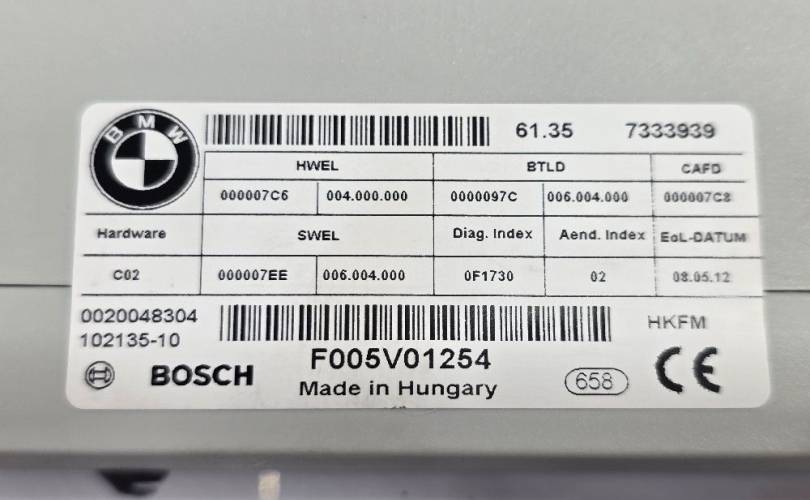 BMW
61.35 7333939
HWEL BTLD CAFD
000007C6 004.000.000 0000097C 006.004.000 000007C8
Hardware SWEL Diag. Index Aend. Index EoL-DATUM
C02 000007EE 006.004.000 0F1730 02 08.05.12
0020048304
HKFM
102135-10
F005V01254
BOSCH
Made in Hungary
658
CE